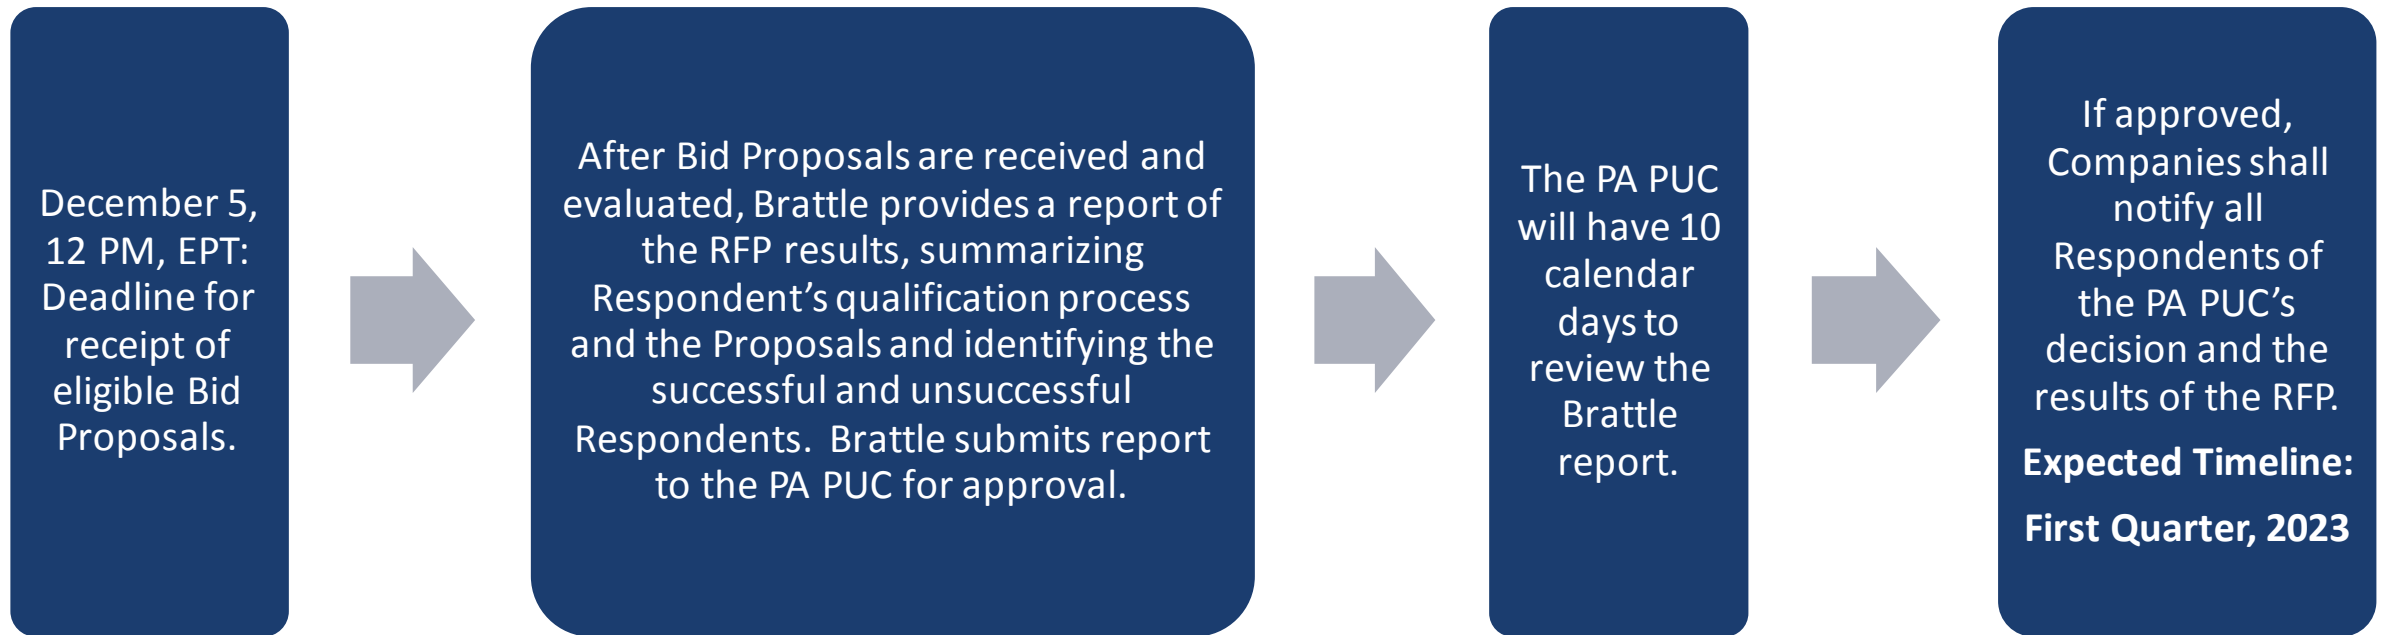 December 5,
12 PM, EPT:
Deadline for
receipt of
eligible Bid
Proposals.
After Bid Proposals are received and
evaluated, Brattle provides a report of
the RFP results, summarizing
Respondent’s qualification process
and the Proposals and identifying the
successful and unsuccessful
Respondents.  Brattle submits report
to the PA PUC for approval.
The PA PUC
will have 10
calendar
days to
review the
Brattle
report.
If approved,
Companies shall
notify all
Respondents of
the PA PUC’s
decision and the
results of the RFP.
Expected Timeline:
First Quarter, 2023